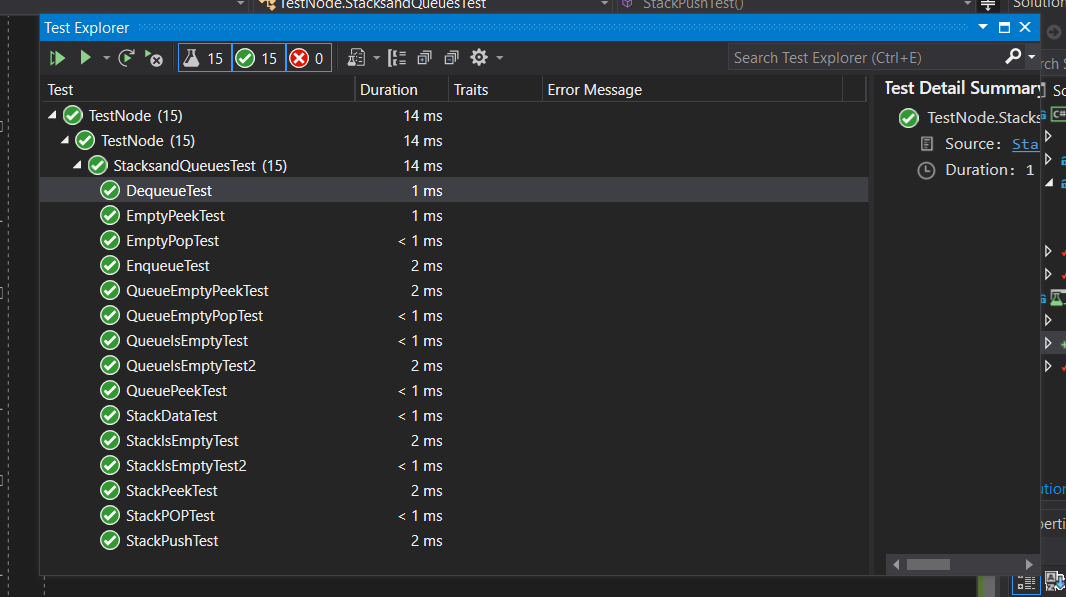 TestNode.StacksandQueuesTest StackPushTest() Solution
Test Explorer
15 15 0 Search Test Explorer (Ctrl+E)
Test Duration Traits Error Message Test Detail Summary
TestNode (15) 14 ms TestNode.Stacks
TestNode (15) 14 ms Source: Sta
StacksandQueuesTest (15) 14 ms Duration: 1
DequeueTest 1 ms
EmptyPeekTest 1 ms
EmptyPopTest < 1 ms
EnqueueTest 2 ms
QueueEmptyPeekTest 2 ms
QueueEmptyPopTest < 1 ms
QueueIsEmptyTest < 1 ms
QueueIsEmptyTest2 2 ms
QueuePeekTest < 1 ms
StackDataTest < 1 ms
StackIsEmptyTest 2 ms
StackIsEmptyTest2 < 1 ms
StackPeekTest 2 ms
StackPOPTest < 1 ms
StackPushTest 2 ms